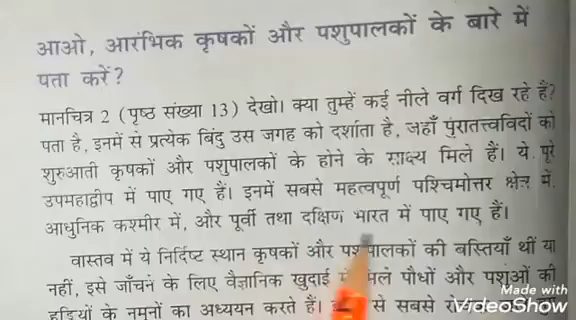 आओ, आरंभिक कृषकों और पशुपालकों के बारे में
पता करें?
मानचित्र 2 (पृष्ठ संख्या 13) देखो। क्या तुम्हें कई नीले वर्ग दिख रहे हैं?
पता है, इनमें से प्रत्येक बिंदु उस जगह को दर्शाता है, जहाँ पुरातत्त्वविदों को
शुरुआती कृषकों और पशुपालकों के होने के साक्ष्य मिले हैं। ये पूरे
उपमहाद्वीप में पाए गए हैं। इनमें सबसे महत्वपूर्ण पश्चिमोत्तर क्षेत्र में,
आधुनिक कश्मीर में, और पूर्वी तथा दक्षिण भारत में पाए गए हैं।
वास्तव में ये निर्दिष्ट स्थान कृषकों और पशुपालकों की बस्तियाँ थीं या
नहीं, इसे जाँचने के लिए वैज्ञानिक खुदाई में मिले पौधों और पशुओं की
हड्डियों के नमूनों का अध्ययन करते हैं। से सबसे
Made with
VideoShow